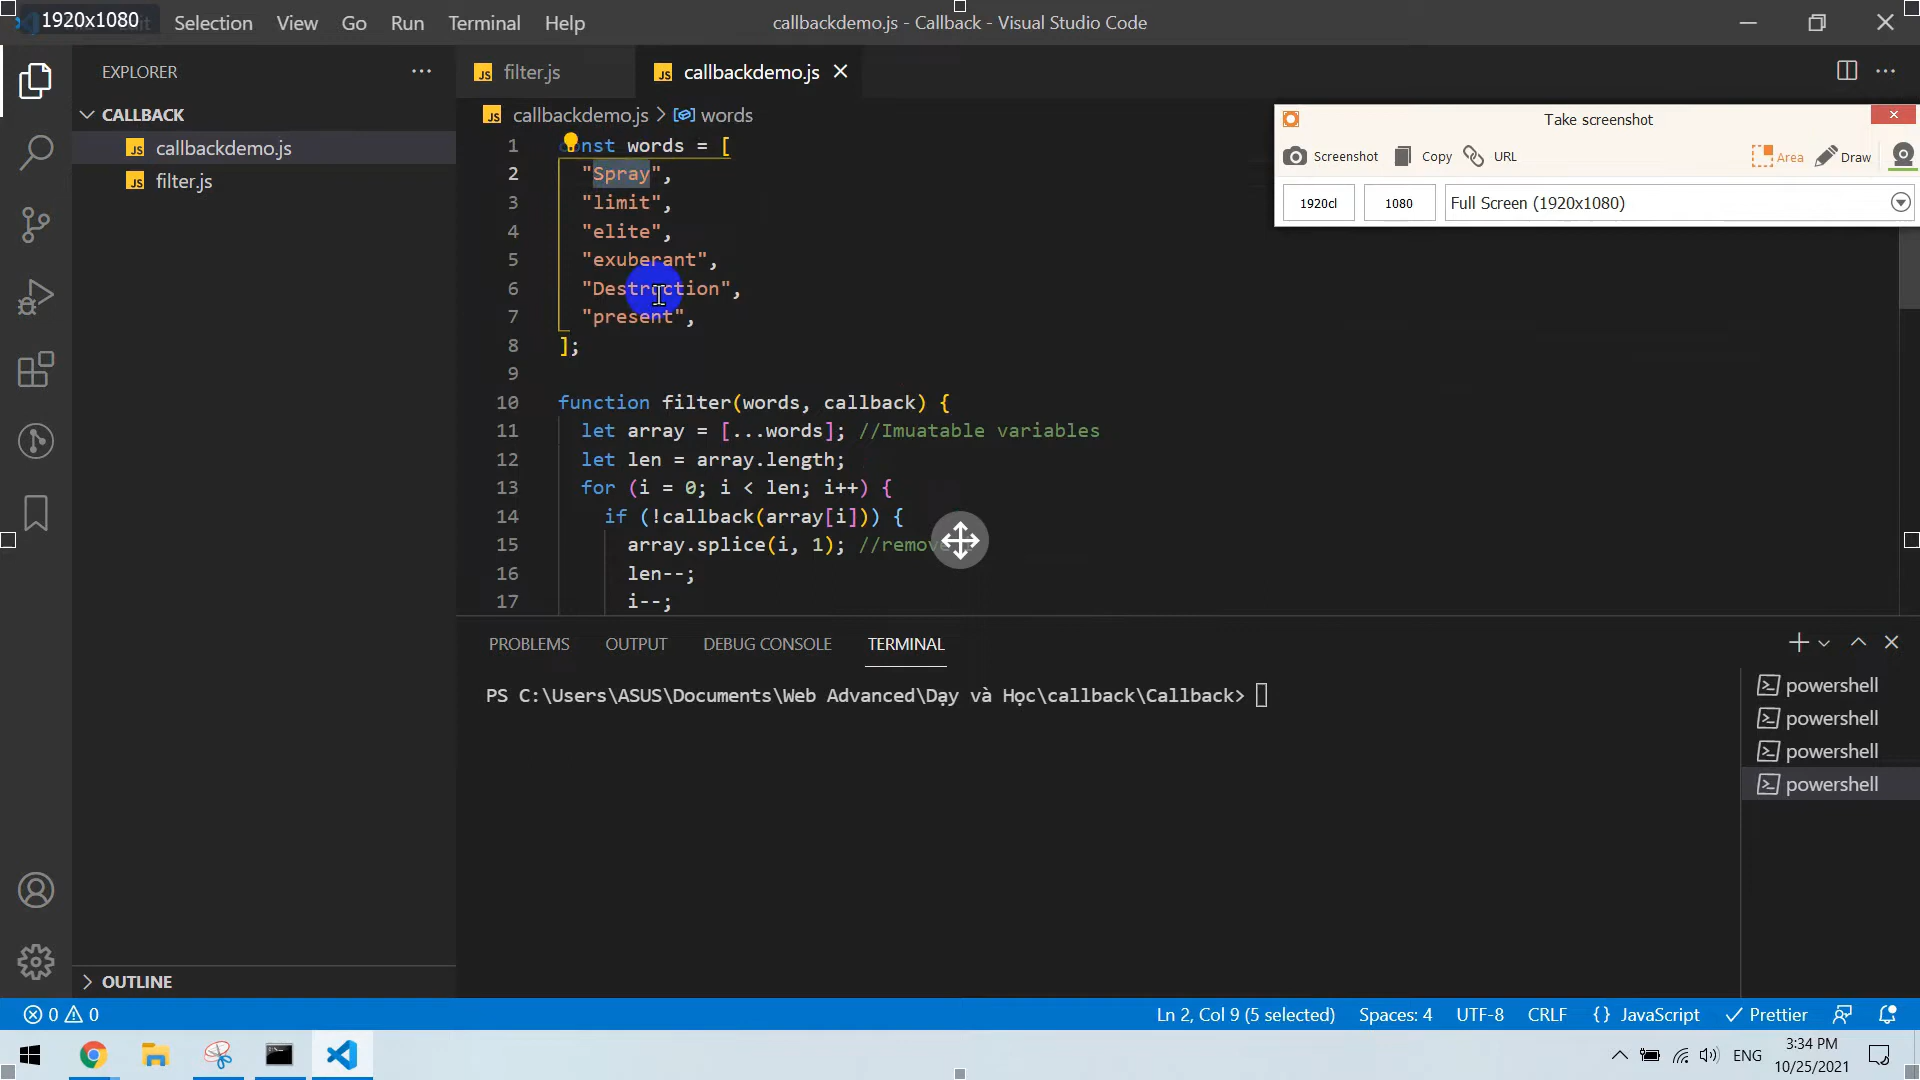 1920x1080
Selection View Go Run Terminal Help
callbackdemo.js - Callback - Visual Studio Code
EXPLORER
CALLBACK
callbackdemo.js
filter.js
OUTLINE
filter.js
callbackdemo.js
callbackdemo.js > words
1 const words = [
2 "Spray",
3 "limit",
4 "elite",
5 "exuberant",
6 "Destruction",
7 "present",
8 ];
9
10 function filter(words, callback) {
11 let array = [...words]; //Imuatable variables
12 let len = array.length;
13 for (i = 0; i < len; i++) {
14 if (!callback(array[i])) {
15 array.splice(i, 1); //remove
16 len--;
17 i--;
Take screenshot
Screenshot Copy URL Area Draw
1920cl 1080 Full Screen (1920x1080)
PROBLEMS OUTPUT DEBUG CONSOLE TERMINAL
PS C:\Users\ASUS\Documents\Web Advanced\Dạy và Học\callback\Callback>
powershell
powershell
powershell
powershell
0 0
Ln 2, Col 9 (5 selected) Spaces: 4 UTF-8 CRLF {} JavaScript Prettier
ENG
3:34 PM
10/25/2021